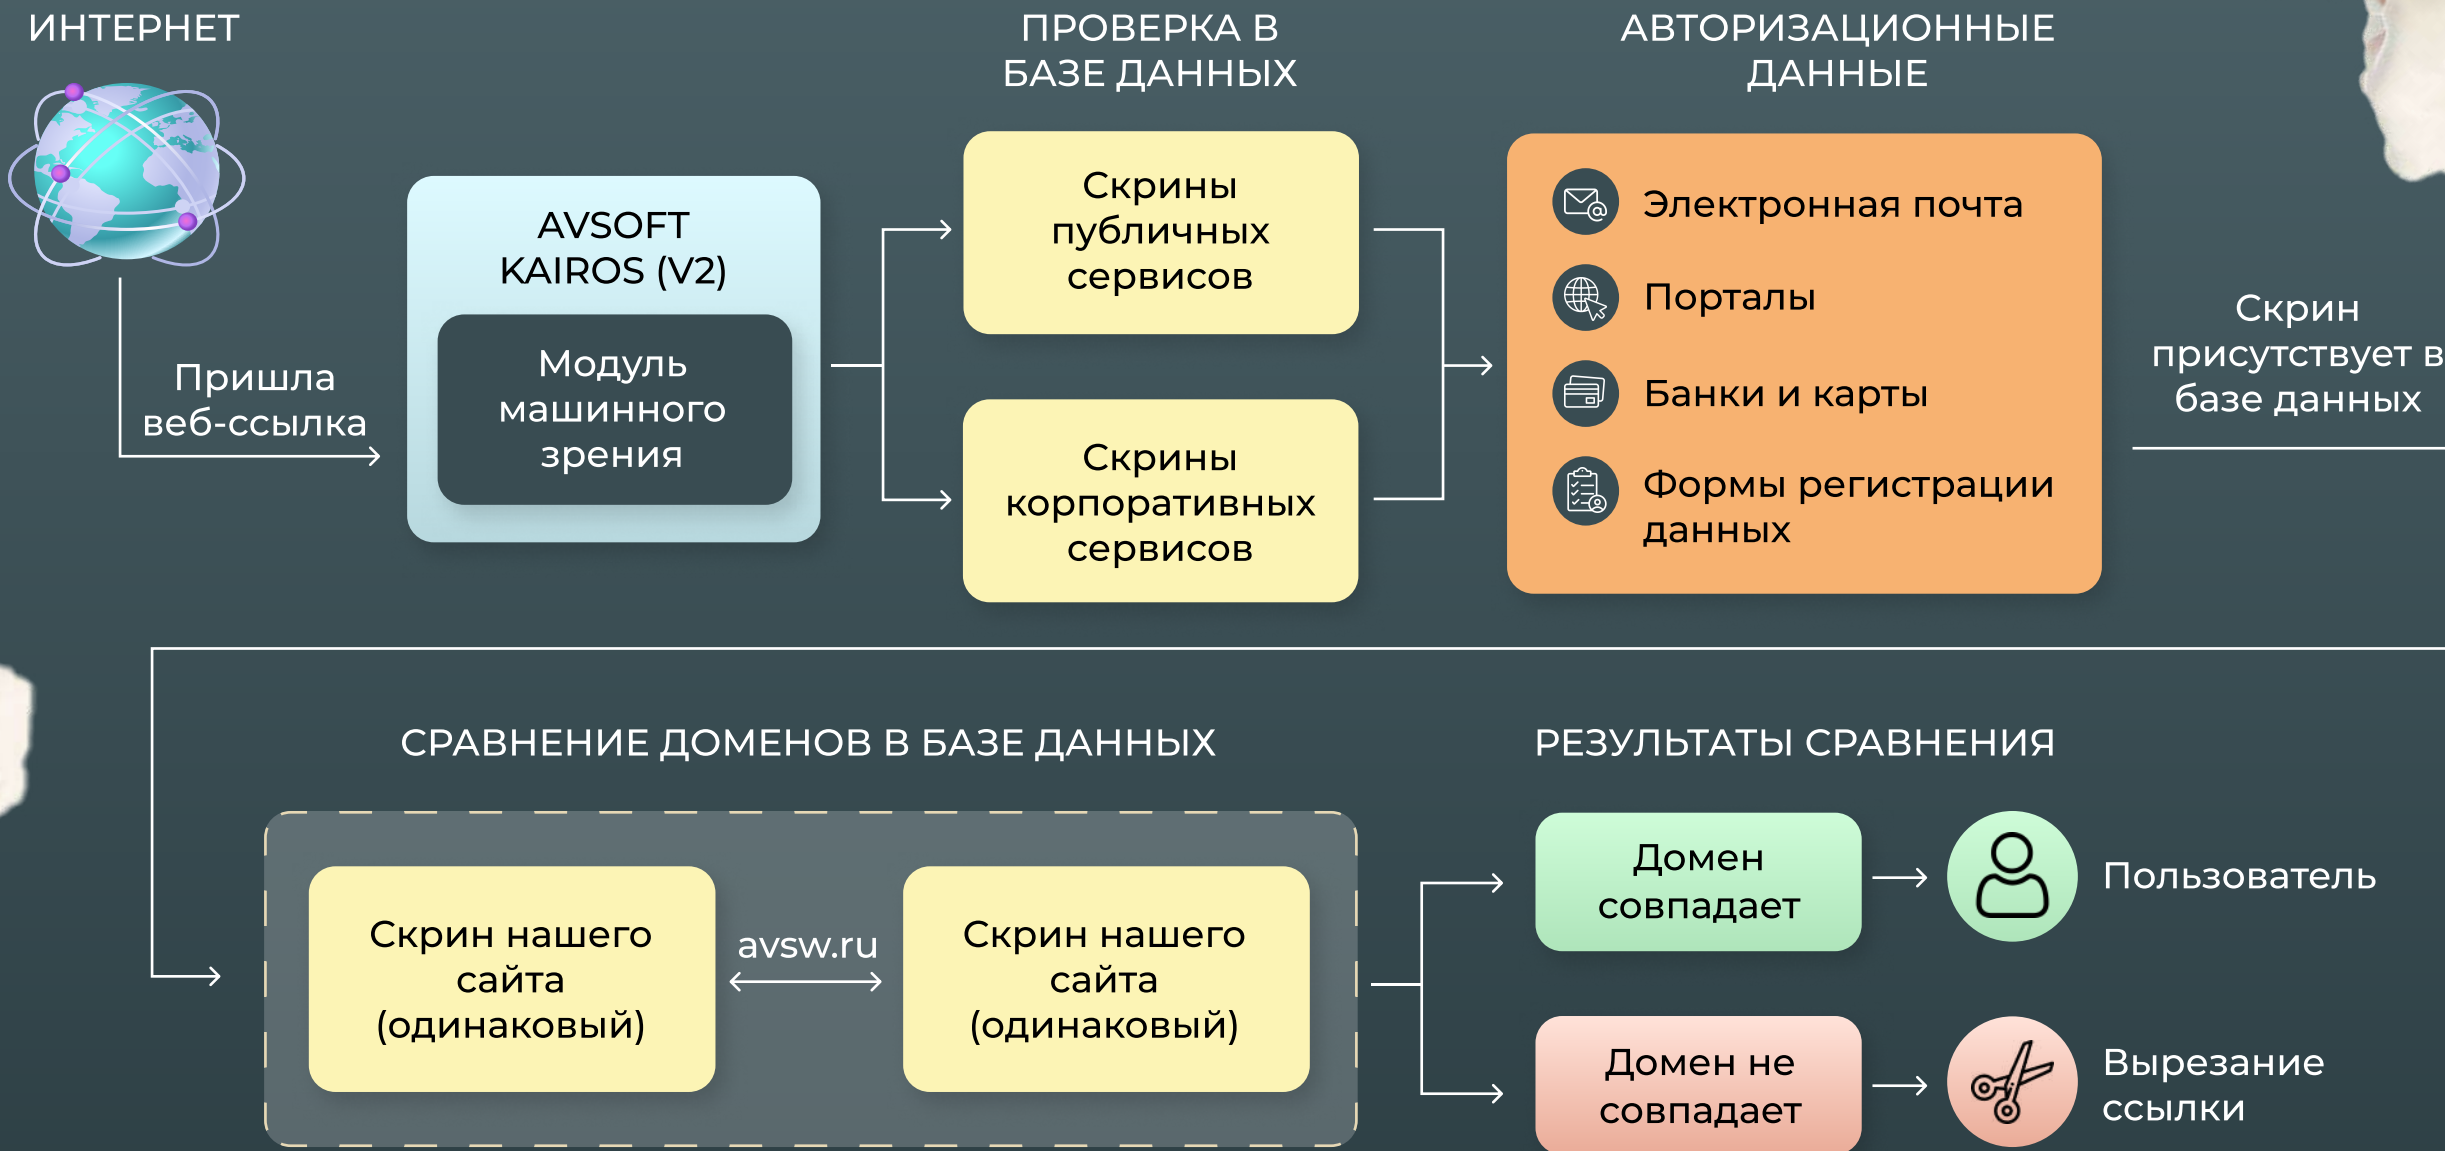 ИНТЕРНЕТ
ПРОВЕРКА В
БАЗЕ ДАННЫХ
АВТОРИЗАЦИОННЫЕ
ДАННЫЕ
Пришла
веб-ссылка
AVSOFT
KAIROS (V2)
Модуль
машинного
зрения
Скрины
публичных
сервисов
Скрины
корпоративных
сервисов
Электронная почта
Порталы
Банки и карты
Формы регистрации
данных
Скрин
присутствует в
базе данных
СРАВНЕНИЕ ДОМЕНОВ В БАЗЕ ДАННЫХ
Скрин нашего
сайта
(одинаковый)
avsw.ru
Скрин нашего
сайта
(одинаковый)
РЕЗУЛЬТАТЫ СРАВНЕНИЯ
Домен
совпадает
Пользователь
Домен не
совпадает
Вырезание
ссылки